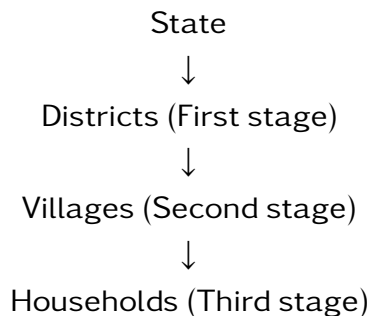 State
↓
Districts (First stage)
↓
Villages (Second stage)
↓
Households (Third stage)